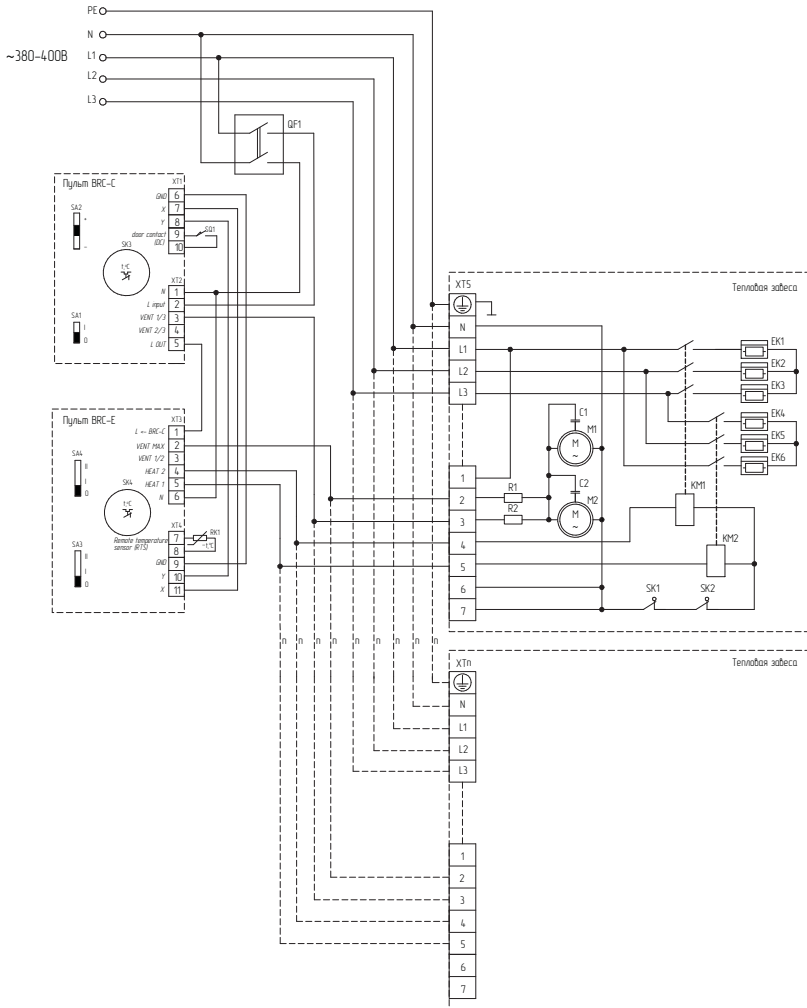 PE
N
~380-400В
L1
L2
L3
QF1
Пульт BRC-C
XT1
SA2
+
-
GND 6
X 7
Y 8
door contact (DC) 9
10
SQ1
SK3
t,°C
XT2
N 1
L input 2
VENT 1/3 3
VENT 2/3 4
L OUT 5
SA1
I
0
Пульт BRC-E
XT3
L <- BRC-C 1
VENT MAX 2
VENT 1/2 3
HEAT 2 4
HEAT 1 5
N 6
SA4
II
I
0
SK4
t,°C
XT4
Remote temperature
sensor (RTS)
7
8
RK1
-t,°C
GND 9
Y 10
X 11
SA3
II
I
0
n n n n n n n n n
XT5
Тепловая завеса
N
L1
L2
L3
EK1
EK2
EK3
EK4
EK5
EK6
C1
M1
M
~
C2
M2
M
~
R1
R2
KM1
KM2
SK1
SK2
1
2
3
4
5
6
7
XTn
Тепловая завеса
N
L1
L2
L3
1
2
3
4
5
6
7